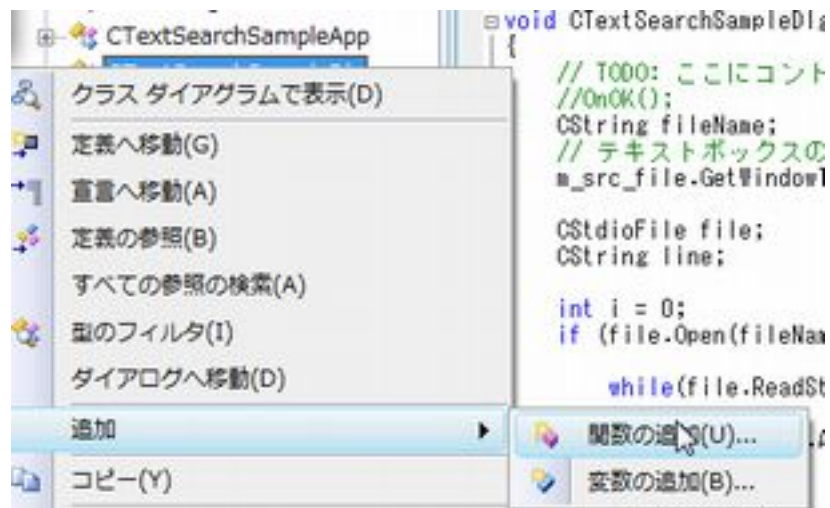 CTextSearchSampleApp
クラス ダイアグラムで表示(D)
定義へ移動(G)
宣言へ移動(A)
定義の参照(B)
すべての参照の検索(A)
型のフィルタ(I)
ダイアログへ移動(D)
追加
コピー(Y)
関数の追加(U)...
変数の追加(B)...
void CTextSearchSampleDlg
{
// TODO: ここにコント
//OnOK();
CString fileName;
// テキストボックスの
m_src_file.GetWindowT
CStdioFile file;
CString line;
int i = 0;
if (file.Open(fileNam
while(file.ReadSt